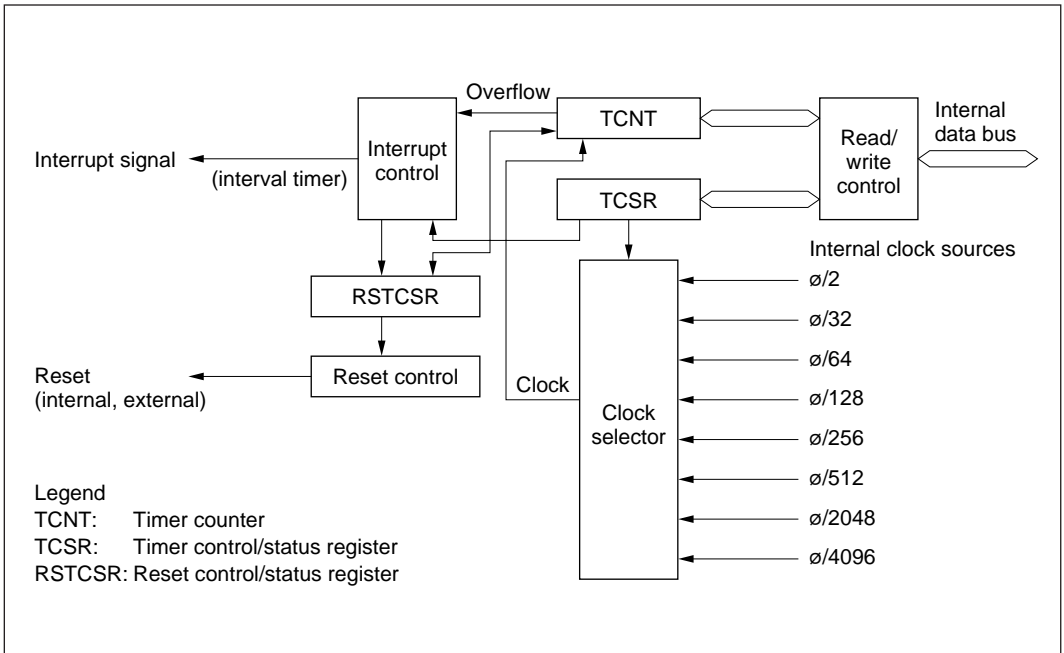 Overflow
TCNT
Interrupt
control
Read/
write
control
Internal
data bus
Interrupt signal
(interval timer)
TCSR
Internal clock sources
RSTCSR
ø/2
ø/32
Reset control
ø/64
Reset
(internal, external)
Clock
Clock
selector
ø/128
ø/256
ø/512
ø/2048
ø/4096
Legend
TCNT: Timer counter
TCSR: Timer control/status register
RSTCSR: Reset control/status register